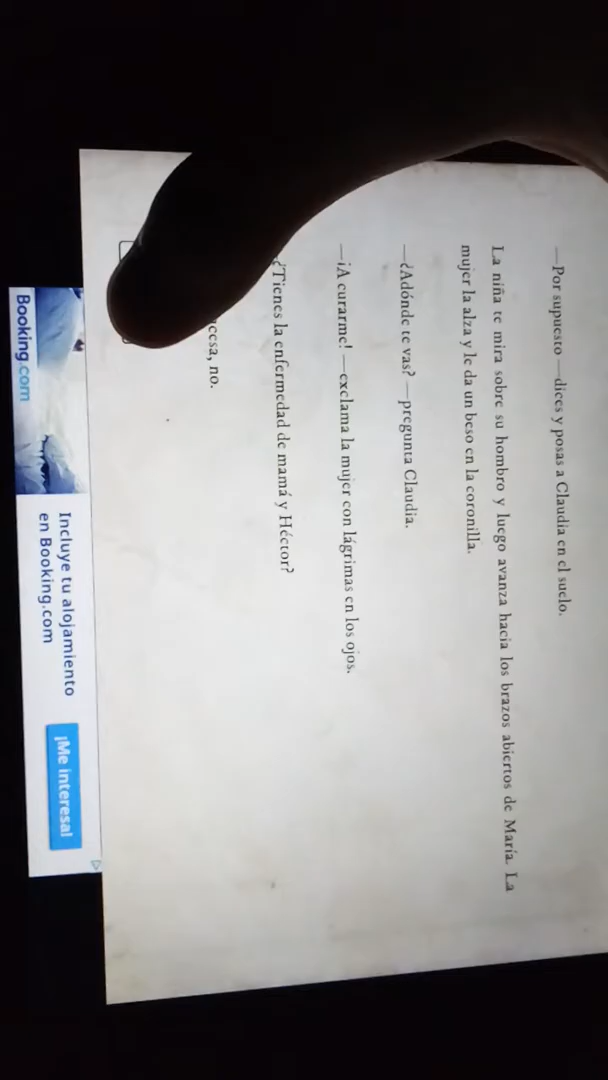 —Por supuesto —dices y posas a Claudia en el suelo.
La niña te mira sobre su hombro y luego avanza hacia los brazos abiertos de María. La
mujer la alza y le da un beso en la coronilla.
—¿Adónde te vas? —pregunta Claudia.
—¡A curarme! —exclama la mujer con lágrimas en los ojos.
¿Tienes la enfermedad de mamá y Héctor?
no.
Booking.com
Incluye tu alojamiento
en Booking.com
¡Me interesa!